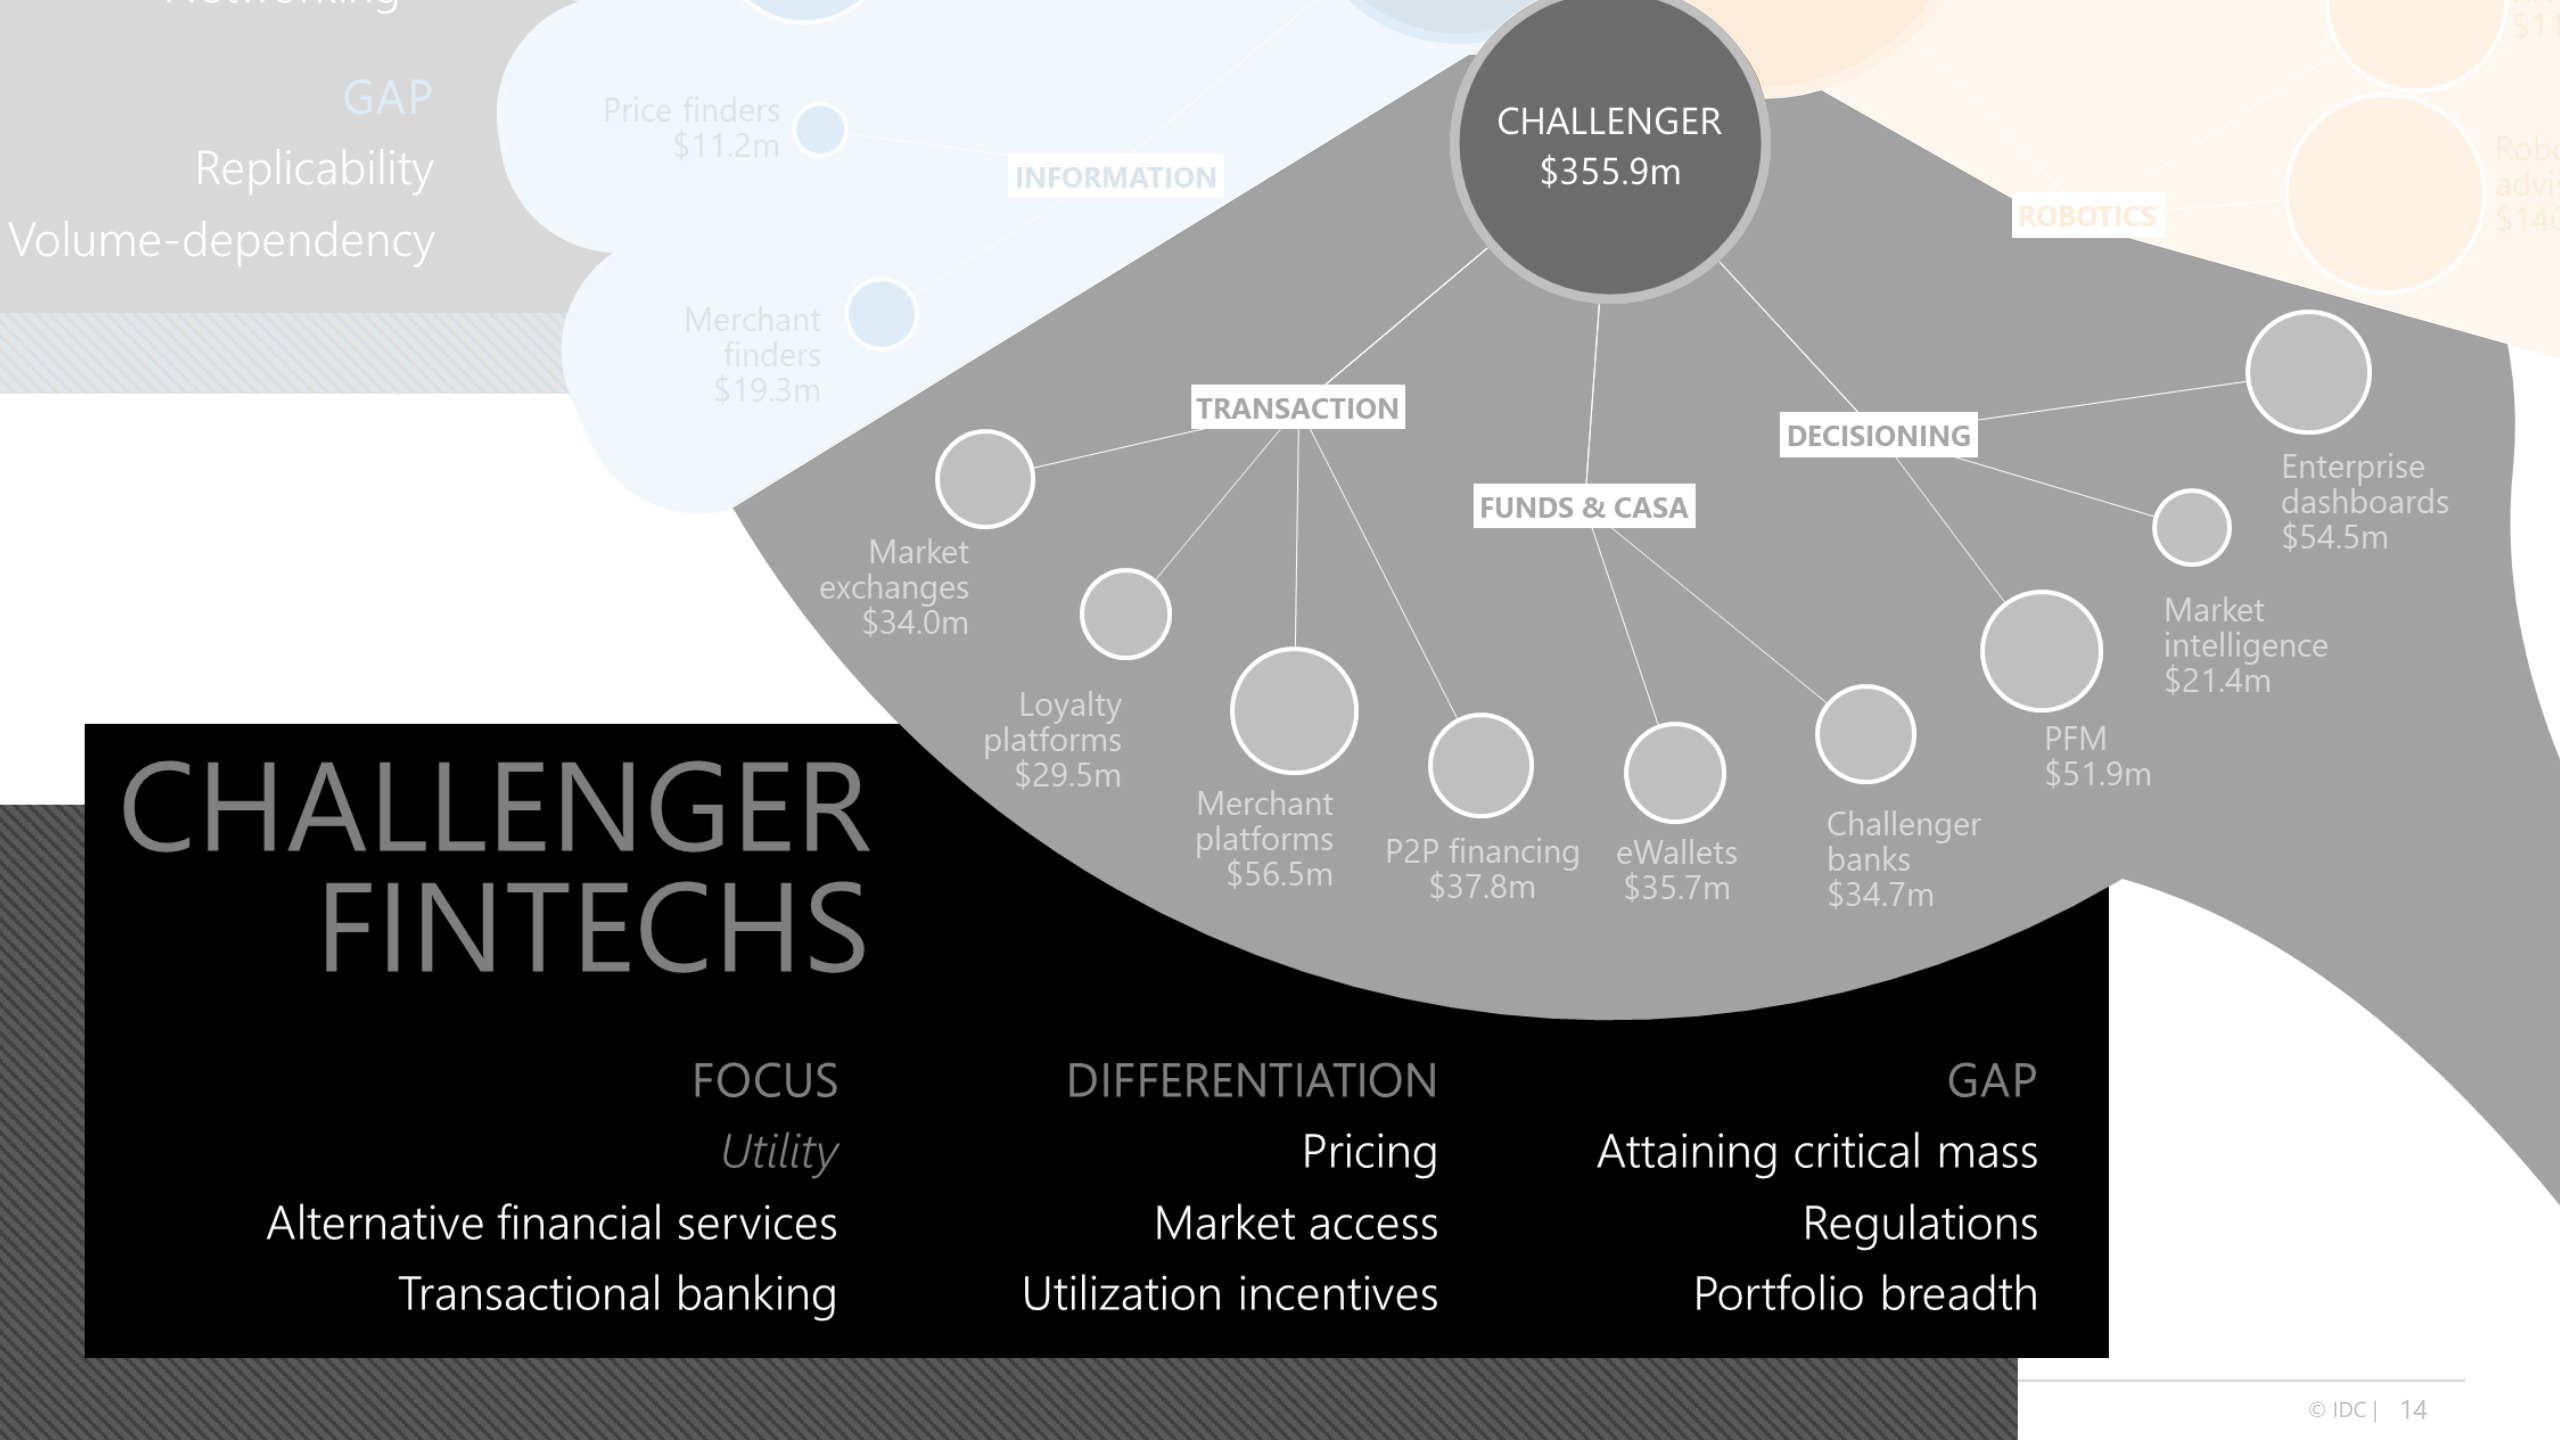 GAP
Replicability
Volume-dependency
Price finders
$11.2m
INFORMATION
Merchant
finders
$19.3m
CHALLENGER
$355.9m
ROBOTICS
TRANSACTION
FUNDS & CASA
DECISIONING
Market
exchanges
$34.0m
Loyalty
platforms
$29.5m
Merchant
platforms
$56.5m
P2P financing
$37.8m
eWallets
$35.7m
Challenger
banks
$34.7m
PFM
$51.9m
Market
intelligence
$21.4m
Enterprise
dashboards
$54.5m
CHALLENGER
FINTECHS
FOCUS
Utility
Alternative financial services
Transactional banking
DIFFERENTIATION
Pricing
Market access
Utilization incentives
GAP
Attaining critical mass
Regulations
Portfolio breadth
© IDC | 14